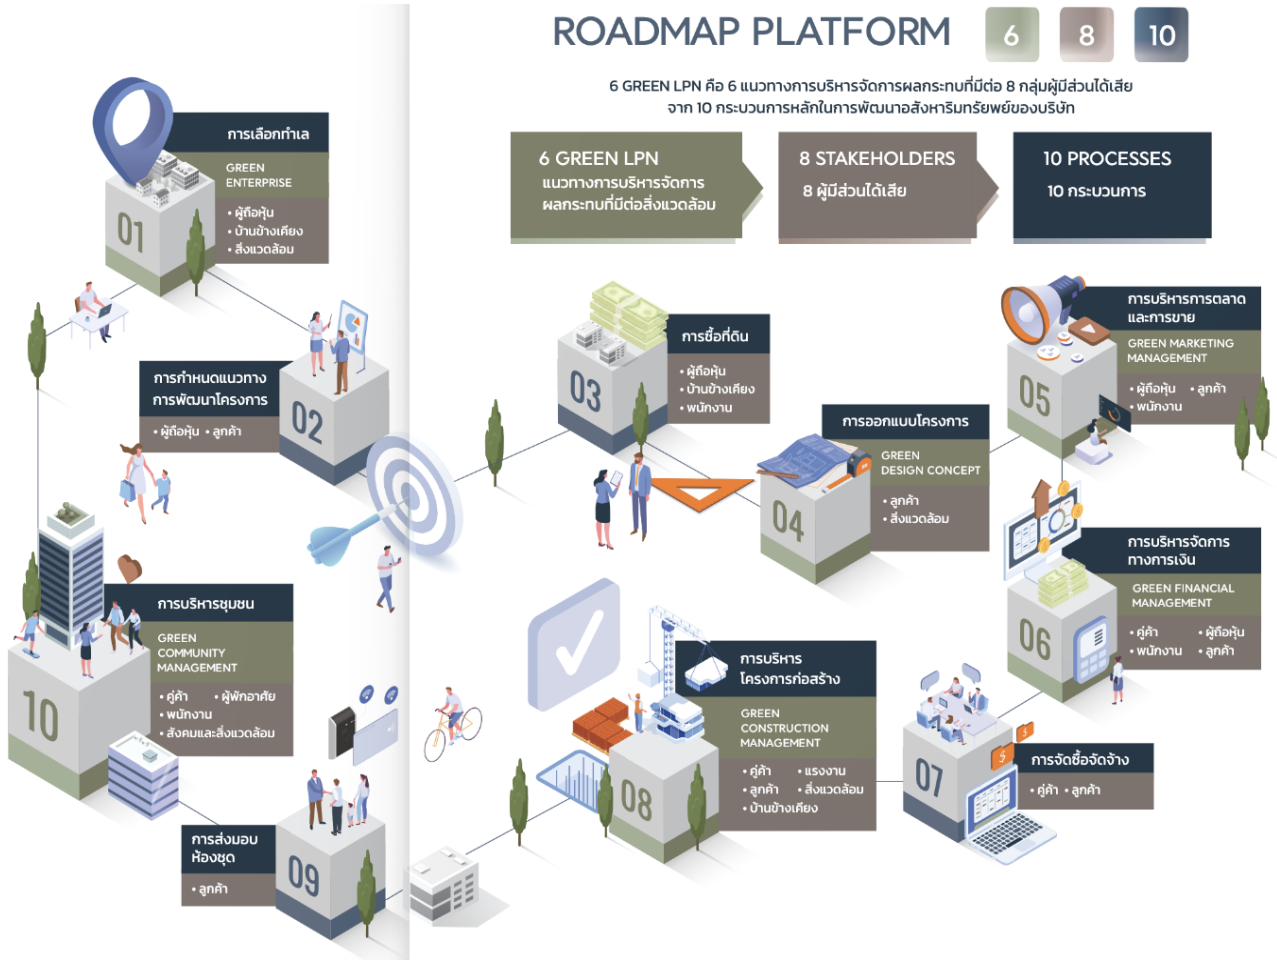 ROADMAP PLATFORM
6
8
10
6 GREEN LPN คือ 6 แนวทางการบริหารจัดการผลกระทบที่มีต่อ 8 กลุ่มผู้มีส่วนได้เสีย
จาก 10 กระบวนการหลักในการพัฒนาอสังหาริมทรัพย์ของบริษัท
6 GREEN LPN
แนวทางการบริหารจัดการ
ผลกระทบที่มีต่อสิ่งแวดล้อม
8 STAKEHOLDERS
8 ผู้มีส่วนได้เสีย
10 PROCESSES
10 กระบวนการ
การเลือกทำเล
GREEN
ENTERPRISE
• ผู้ถือหุ้น
• บ้านข้างเคียง
• สิ่งแวดล้อม
01
การกำหนดแนวทาง
การพัฒนาโครงการ
• ผู้ถือหุ้น • ลูกค้า
02
การซื้อที่ดิน
• ผู้ถือหุ้น
• บ้านข้างเคียง
• พนักงาน
03
การออกแบบโครงการ
GREEN
DESIGN CONCEPT
• ลูกค้า
• สิ่งแวดล้อม
04
การบริหารการตลาด
และการขาย
GREEN MARKETING
MANAGEMENT
• ผู้ถือหุ้น • ลูกค้า
• พนักงาน
05
การบริหารจัดการ
ทางการเงิน
GREEN FINANCIAL
MANAGEMENT
• คู่ค้า • ผู้ถือหุ้น
• พนักงาน • ลูกค้า
06
การจัดซื้อจัดจ้าง
• คู่ค้า • ลูกค้า
07
การบริหาร
โครงการก่อสร้าง
GREEN
CONSTRUCTION
MANAGEMENT
• คู่ค้า • แรงงาน
• ลูกค้า • สิ่งแวดล้อม
• บ้านข้างเคียง
08
การส่งมอบ
ห้องชุด
• ลูกค้า
09
การบริหารชุมชน
GREEN
COMMUNITY
MANAGEMENT
• คู่ค้า • ผู้พักอาศัย
• พนักงาน
• สังคมและสิ่งแวดล้อม
10